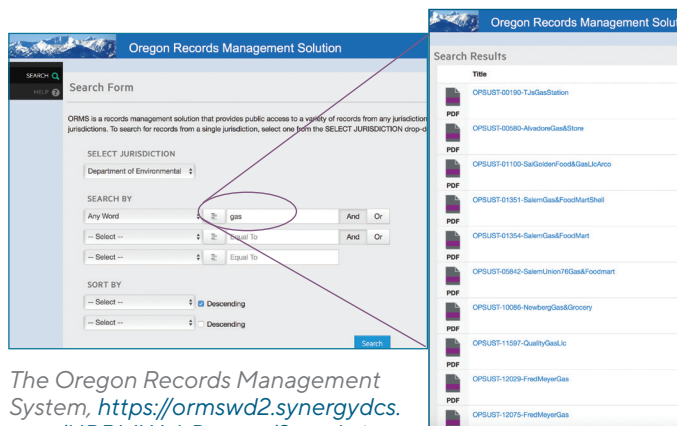 Oregon Records Management Solution
SEARCH
HELP
Search Form
ORMS is a records management solution that provides public access to a variety of records from any jurisdiction
jurisdictions. To search for records from a single jurisdiction, select one from the SELECT JURISDICTION drop-d
SELECT JURISDICTION
Department of Environmental
SEARCH BY
Any Word gas And Or
-- Select -- Equal To And Or
-- Select -- Equal To
SORT BY
-- Select -- Descending
-- Select -- Descending
Search
Oregon Records Management Solut
Search Results
Title
PDF OPSUST-00190-TJsGasStation
PDF OPSUST-00580-AlvadoreGas&Store
PDF OPSUST-01100-SaiGoldenFood&GasLlcArco
PDF OPSUST-01351-SalemGas&FoodMartShell
PDF OPSUST-01354-SalemGas&FoodMart
PDF OPSUST-05842-SalemUnion76Gas&Foodmart
PDF OPSUST-10086-NewbergGas&Grocery
PDF OPSUST-11597-QualityGasLlc
PDF OPSUST-12029-FredMeyerGas
OPSUST-12075-FredMeyerGas
The Oregon Records Management
System, https://ormswd2.synergydcs.